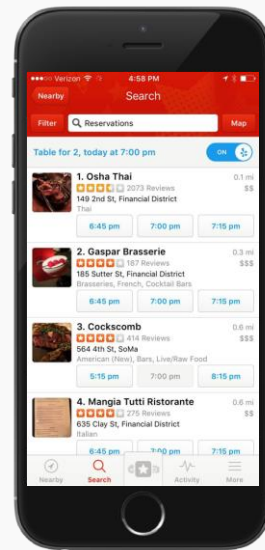 Verizon 4:58 PM
Nearby Search
Filter Reservations Map
Table for 2, today at 7:00 pm ON
1. Osha Thai 0.1 mi
2073 Reviews $$
149 2nd St, Financial District
Thai
6:45 pm 7:00 pm 7:15 pm
2. Gaspar Brasserie 0.3 mi
167 Reviews $$$
185 Sutter St, Financial District
Brasseries, French, Cocktail Bars
6:45 pm 7:00 pm 7:15 pm
3. Cockscomb 0.6 mi
414 Reviews $$$
564 4th St, SoMa
American (New), Bars, Live/Raw Food
5:15 pm 7:00 pm 8:15 pm
4. Mangia Tutti Ristorante 0.6 mi
275 Reviews $$
635 Clay St, Financial District
Italian
6:45 pm 7:00 pm 7:15 pm
Nearby Search Activity More